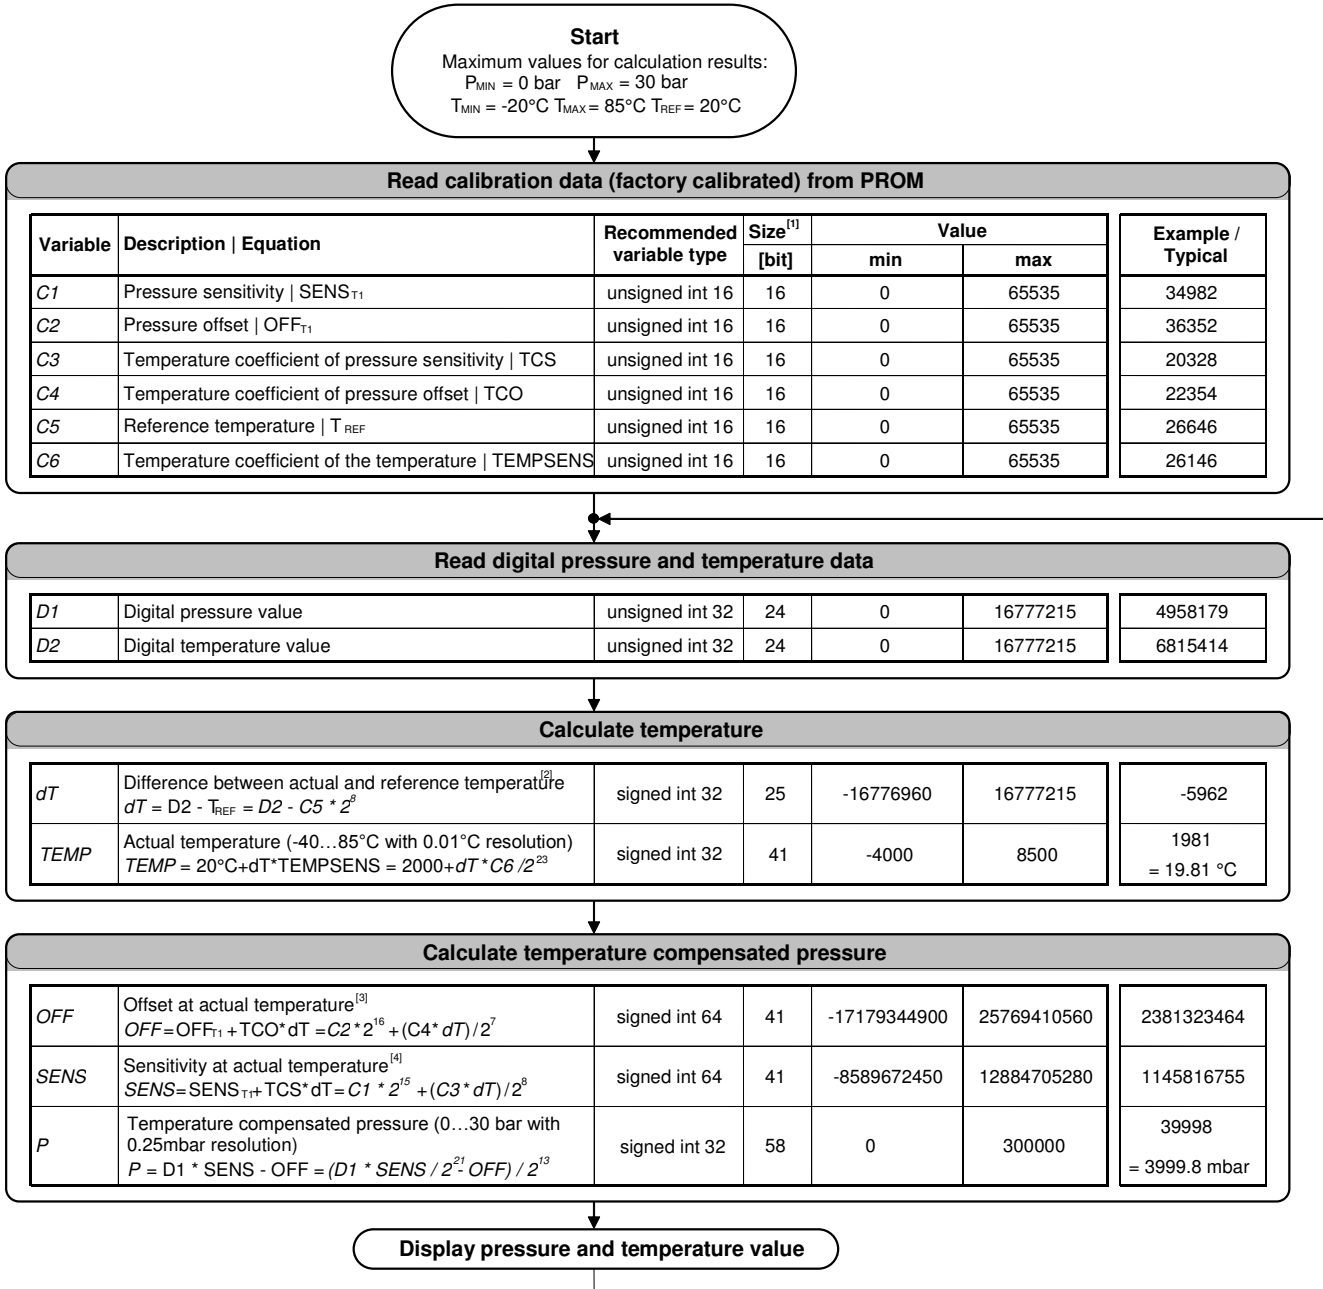 Start
Maximum values for calculation results:
PMIN = 0 bar PMAX = 30 bar
TMIN = -20°C TMAX = 85°C TREF = 20°C
Read calibration data (factory calibrated) from PROM
Variable | Description | Equation | Recommended variable type | Size[1] [bit] | Value min | max | Example / Typical
C1 Pressure sensitivity | SENST1 unsigned int 16 16 0 65535 34982
C2 Pressure offset | OFFT1 unsigned int 16 16 0 65535 36352
C3 Temperature coefficient of pressure sensitivity | TCS unsigned int 16 16 0 65535 20328
C4 Temperature coefficient of pressure offset | TCO unsigned int 16 16 0 65535 22354
C5 Reference temperature | T REF unsigned int 16 16 0 65535 26646
C6 Temperature coefficient of the temperature | TEMPSENS unsigned int 16 16 0 65535 26146
Read digital pressure and temperature data
D1 Digital pressure value unsigned int 32 24 0 16777215 4958179
D2 Digital temperature value unsigned int 32 24 0 16777215 6815414
Calculate temperature
dT Difference between actual and reference temperature[2]
dT = D2 - TREF = D2 - C5 * 2^8 signed int 32 25 -16776960 16777215 -5962
TEMP Actual temperature (-40…85°C with 0.01°C resolution)
TEMP = 20°C+dT*TEMPSENS = 2000+dT*C6/2^23 signed int 32 41 -4000 8500 1981
= 19.81 °C
Calculate temperature compensated pressure
OFF Offset at actual temperature[3]
OFF=OFFT1+TCO*dT =C2*2^16+(C4*dT)/2^7 signed int 64 41 -17179344900 25769410560 2381323464
SENS Sensitivity at actual temperature[4]
SENS=SENST1+TCS*dT=C1 * 2^15+(C3*dT)/2^8 signed int 64 41 -8589672450 12884705280 1145816755
P Temperature compensated pressure (0…30 bar with
0.25mbar resolution)
P = D1 * SENS - OFF = (D1 * SENS / 2^21 - OFF) / 2^13 signed int 32 58 0 300000 39998
= 3999.8 mbar
Display pressure and temperature value